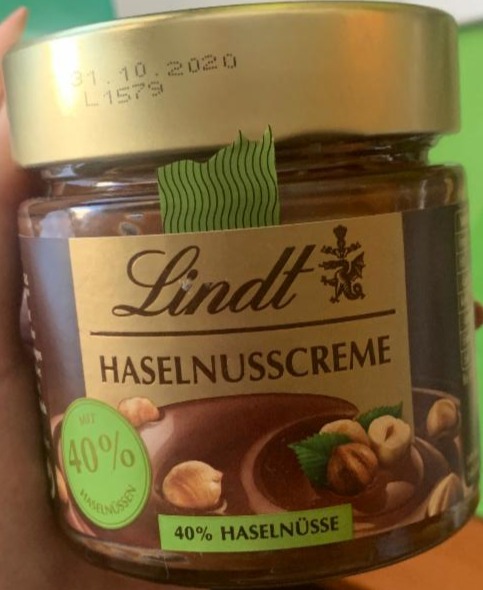 31.10.2020
L1579
Lindt
HASELNUSSCREME
MIT
40%
HASELNÜSSEN
40% HASELNÜSSE